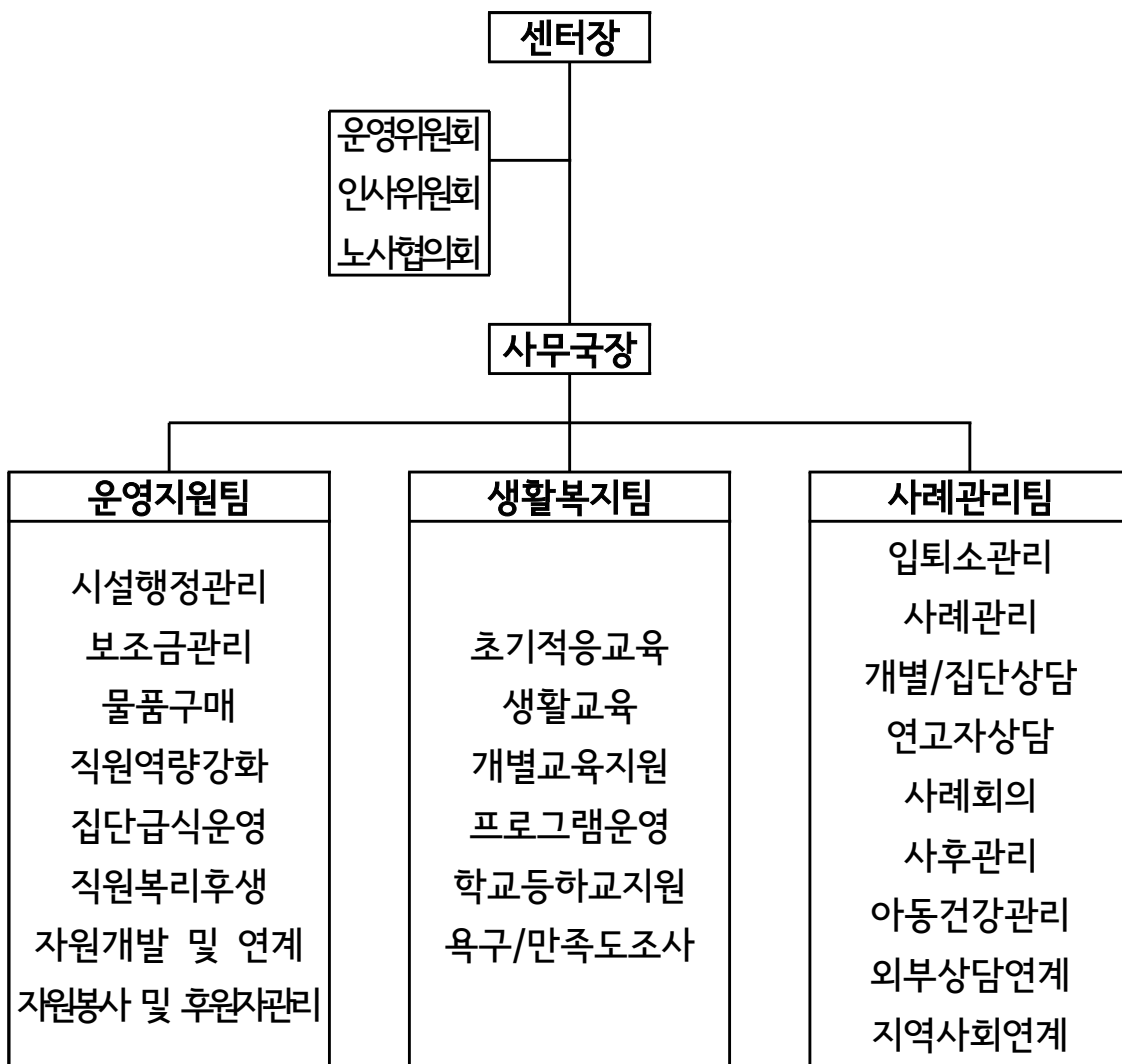 센터장
운영위원회
인사위원회
노사협의회
사무국장
운영지원팀
시설행정관리
보조금관리
물품구매
직원역량강화
집단급식운영
직원복리후생
자원개발 및 연계
자원봉사 및 후원자관리
생활복지팀
초기적응교육
생활교육
개별교육지원
프로그램운영
학교등하교지원
욕구/만족도조사
사례관리팀
입퇴소관리
사례관리
개별/집단상담
연고자상담
사례회의
사후관리
아동건강관리
외부상담연계
지역사회연계